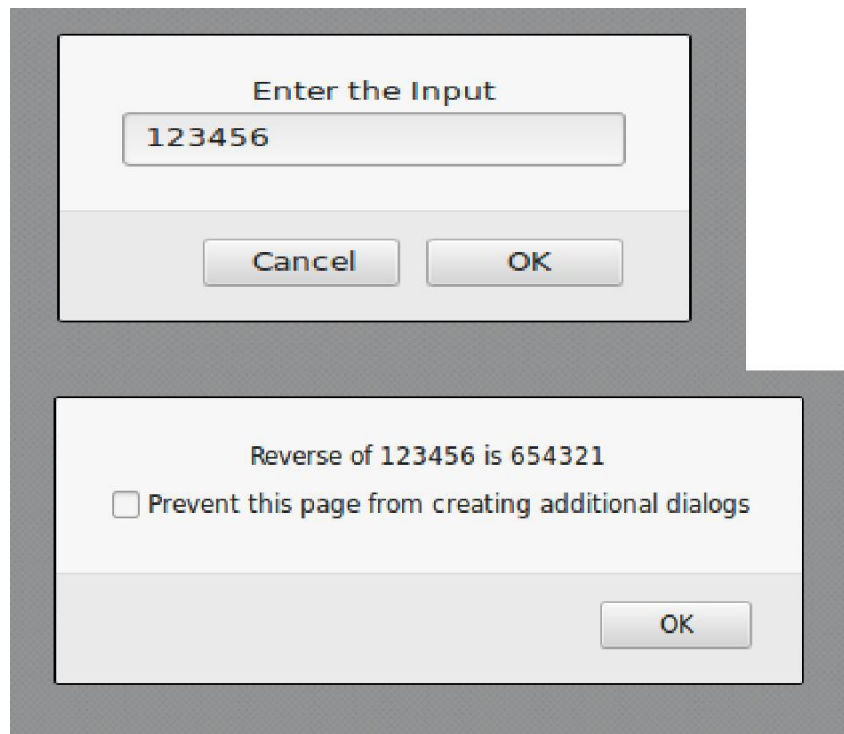 Enter the Input
123456
Cancel OK
Reverse of 123456 is 654321
Prevent this page from creating additional dialogs
OK